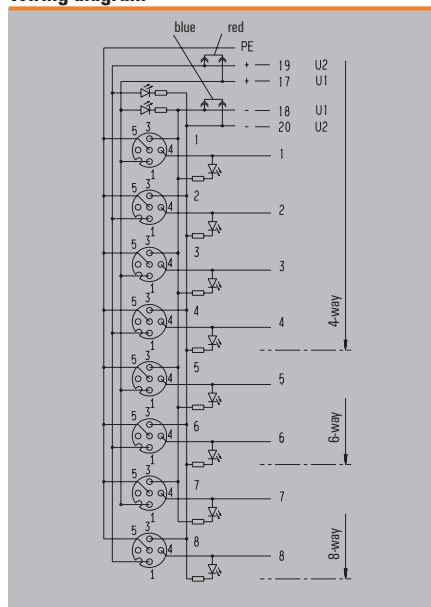 Wiring diagram
blue red
PE
+ 19 U2
+ 17 U1
- 18 U1
- 20 U2
5 3 4 1 1 1
5 3 4 1 2 2
5 3 4 1 3 3
5 3 4 1 4 4
4-way
5 3 4 1 5 5
5 3 4 1 6 6
6-way
5 3 4 1 7 7
5 3 4 1 8 8
8-way